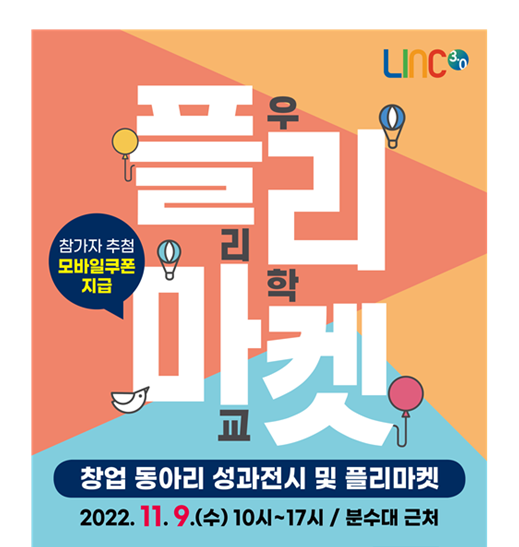 LINC 3.0
우리학교
플리
마켓
참가자 추첨
모바일쿠폰
지급
창업 동아리 성과전시 및 플리마켓
2022. 11. 9.(수) 10시~17시 / 분수대 근처